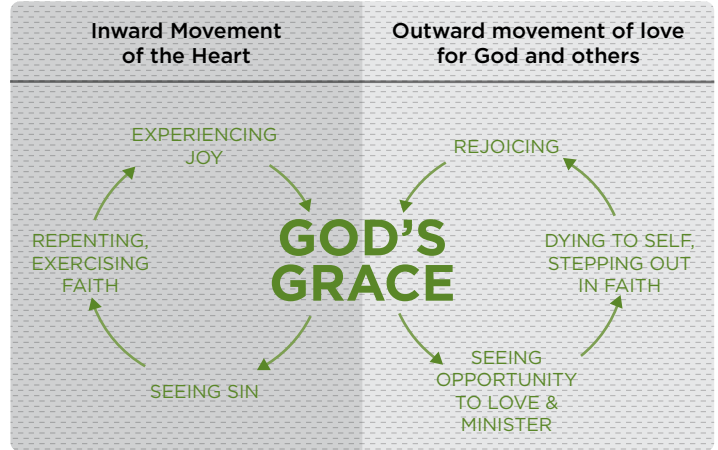 Inward Movement
of the Heart
Outward movement of love
for God and others
EXPERIENCING
JOY
REPENTING,
EXERCISING
FAITH
SEEING SIN
GOD'S
GRACE
REJOICING
DYING TO SELF,
STEPPING OUT
IN FAITH
SEEING
OPPORTUNITY
TO LOVE &
MINISTER